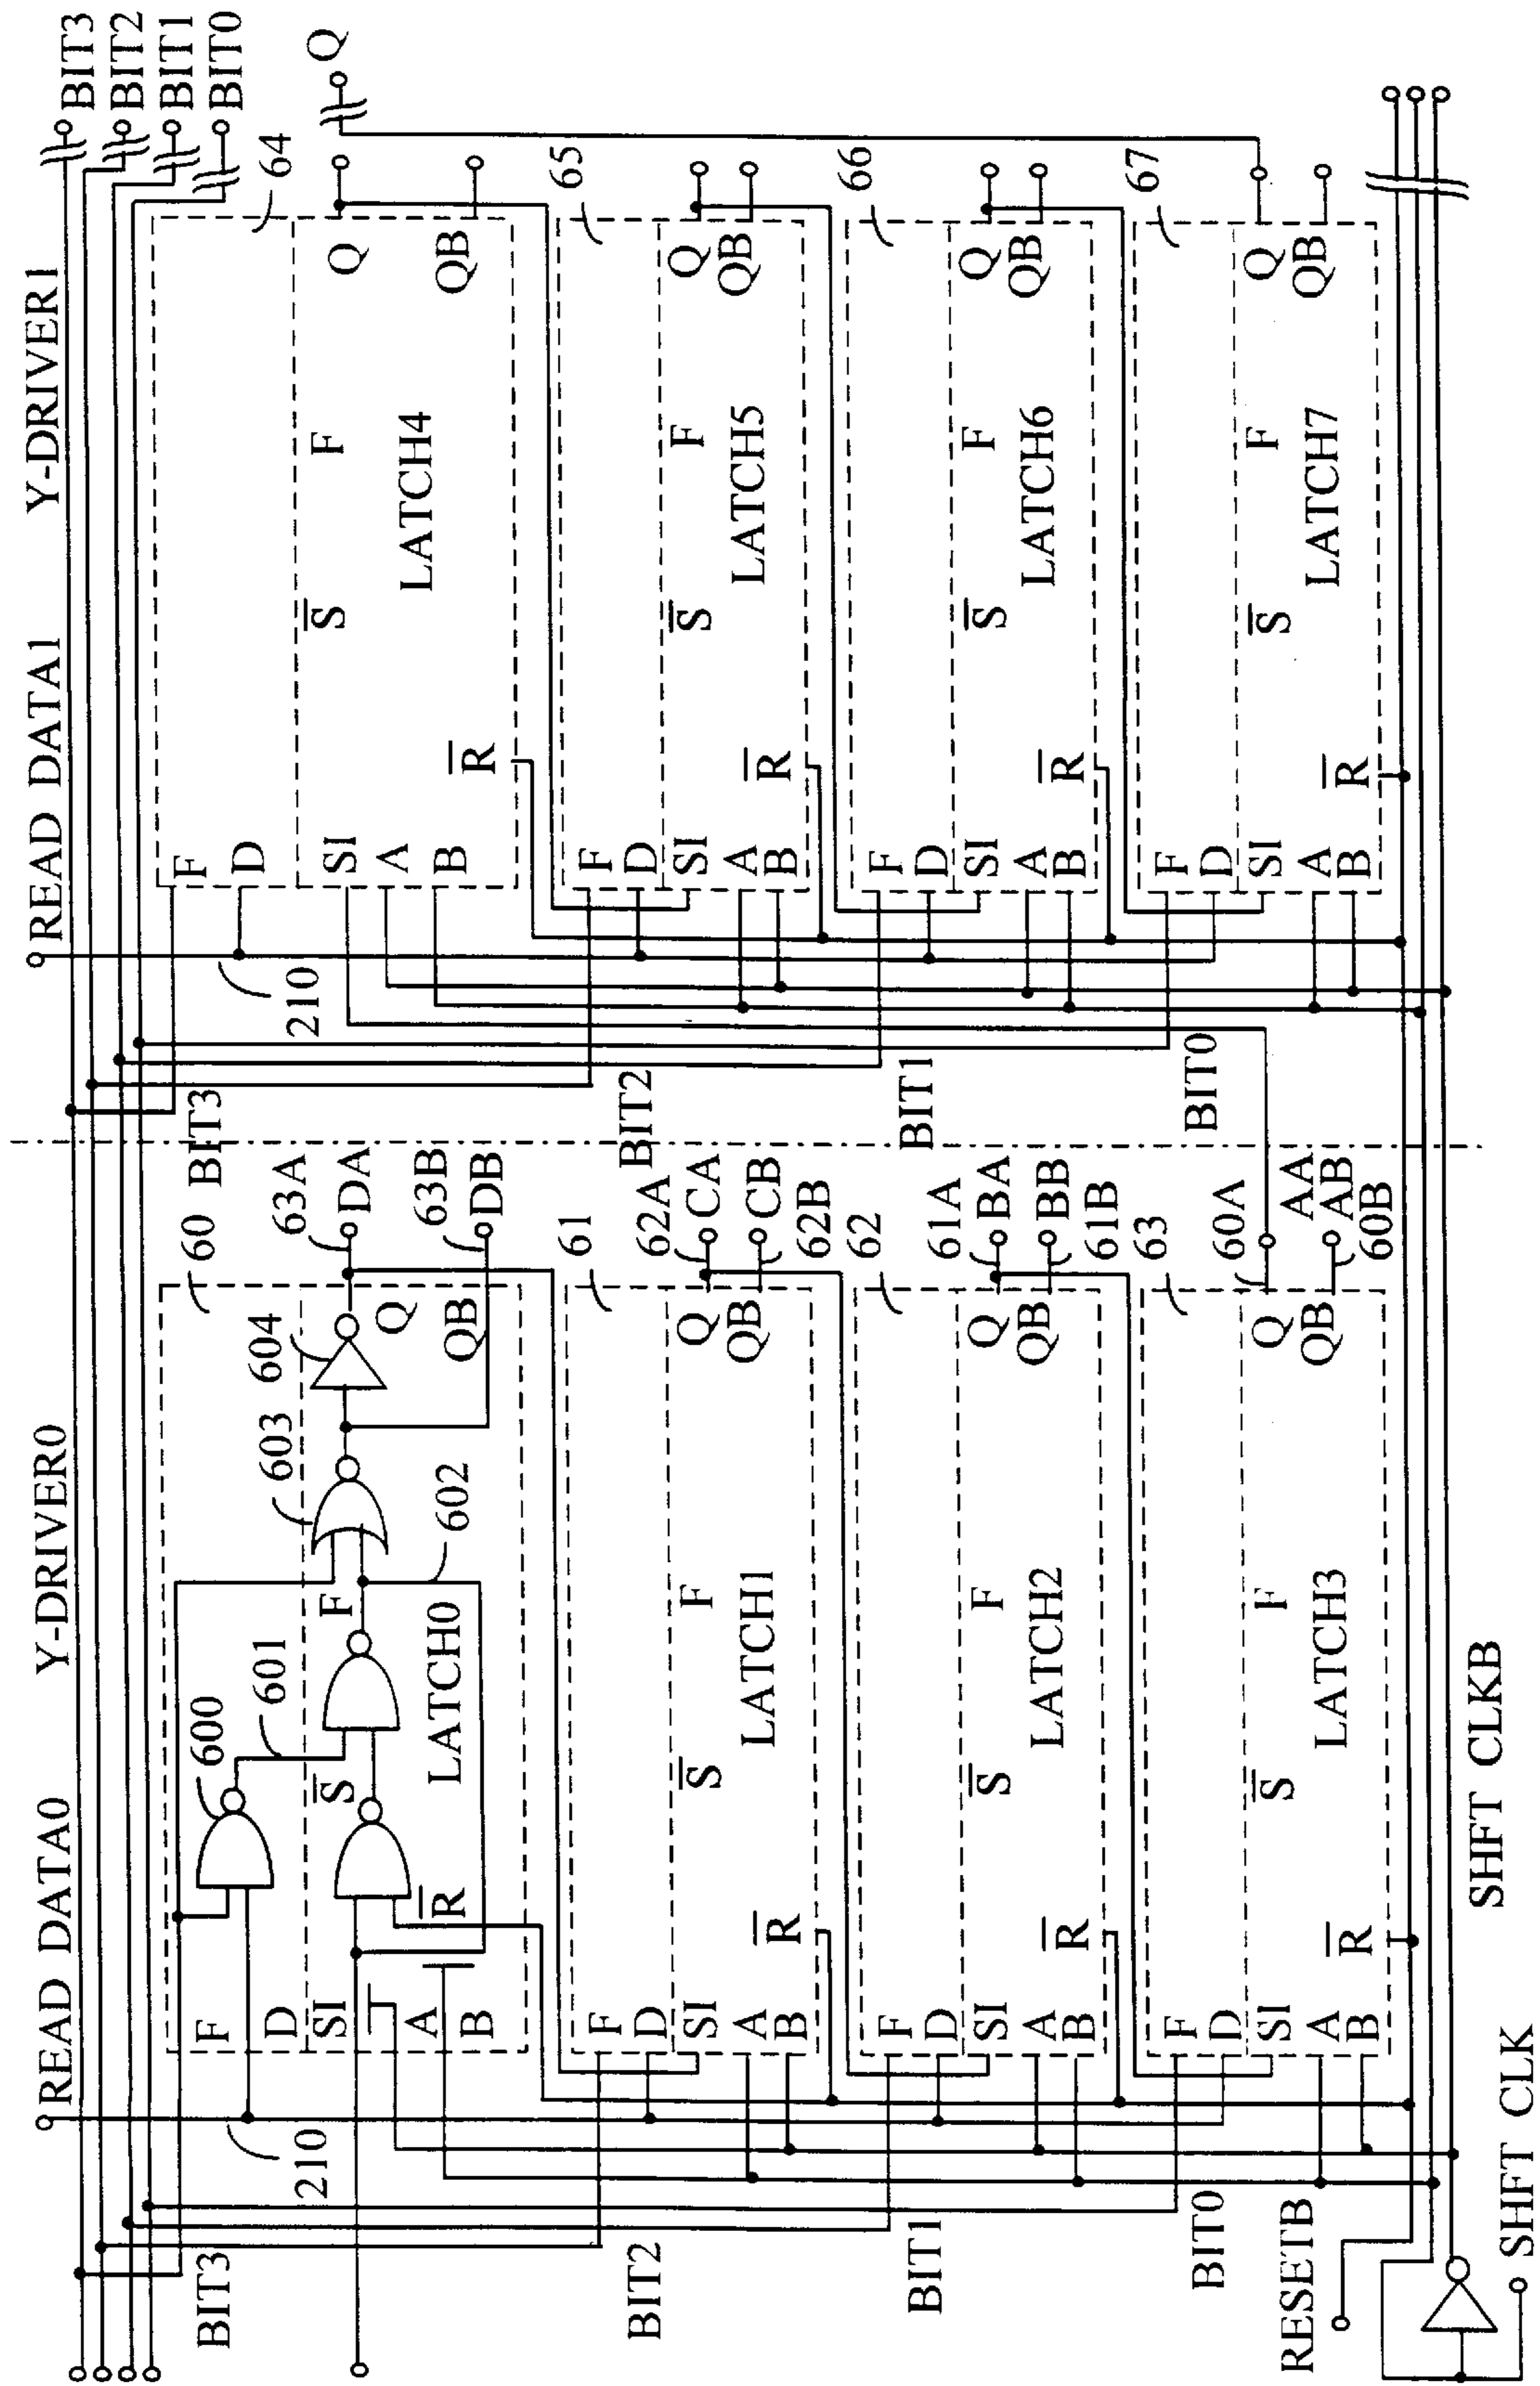 READ DATA0
Y-DRIVER0
READ DATA1
Y-DRIVER1
BIT3
BIT2
BIT1
BIT0
Q
BIT3
210
F
D
SI
A
B
600
601
S
R
LATCH0
F
602
603
604
Q
QB
60
63A
DA
63B
DB
BIT2
F
D
SI
A
B
R
S
F
LATCH1
Q
QB
61
62A
CA
CB
62B
BIT1
F
D
SI
A
B
R
S
F
LATCH2
Q
QB
62
61A
BA
BB
61B
BIT0
F
D
SI
A
B
R
S
F
LATCH3
Q
QB
63
60A
AA
AB
60B
BIT3
210
F
D
SI
A
B
R
S
F
LATCH4
Q
QB
64
BIT2
F
D
SI
A
B
R
S
F
LATCH5
Q
QB
65
BIT1
F
D
SI
A
B
R
S
F
LATCH6
Q
QB
66
BIT0
F
D
SI
A
B
R
S
F
LATCH7
Q
QB
67
RESETB
SHFT CLKB
SHFT CLK